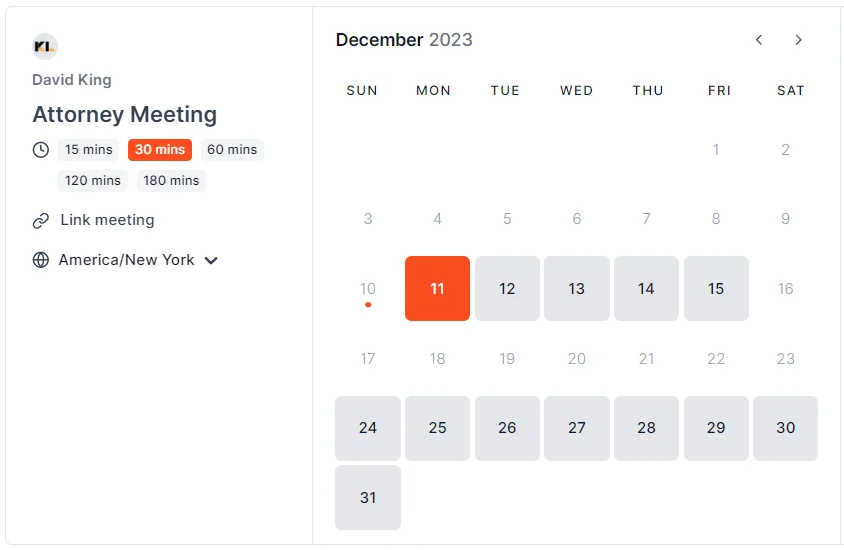 David King
Attorney Meeting
15 mins 30 mins 60 mins
120 mins 180 mins
Link meeting
America/New York
December 2023
SUN MON TUE WED THU FRI SAT
1 2
3 4 5 6 7 8 9
10 11 12 13 14 15 16
17 18 19 20 21 22 23
24 25 26 27 28 29 30
31